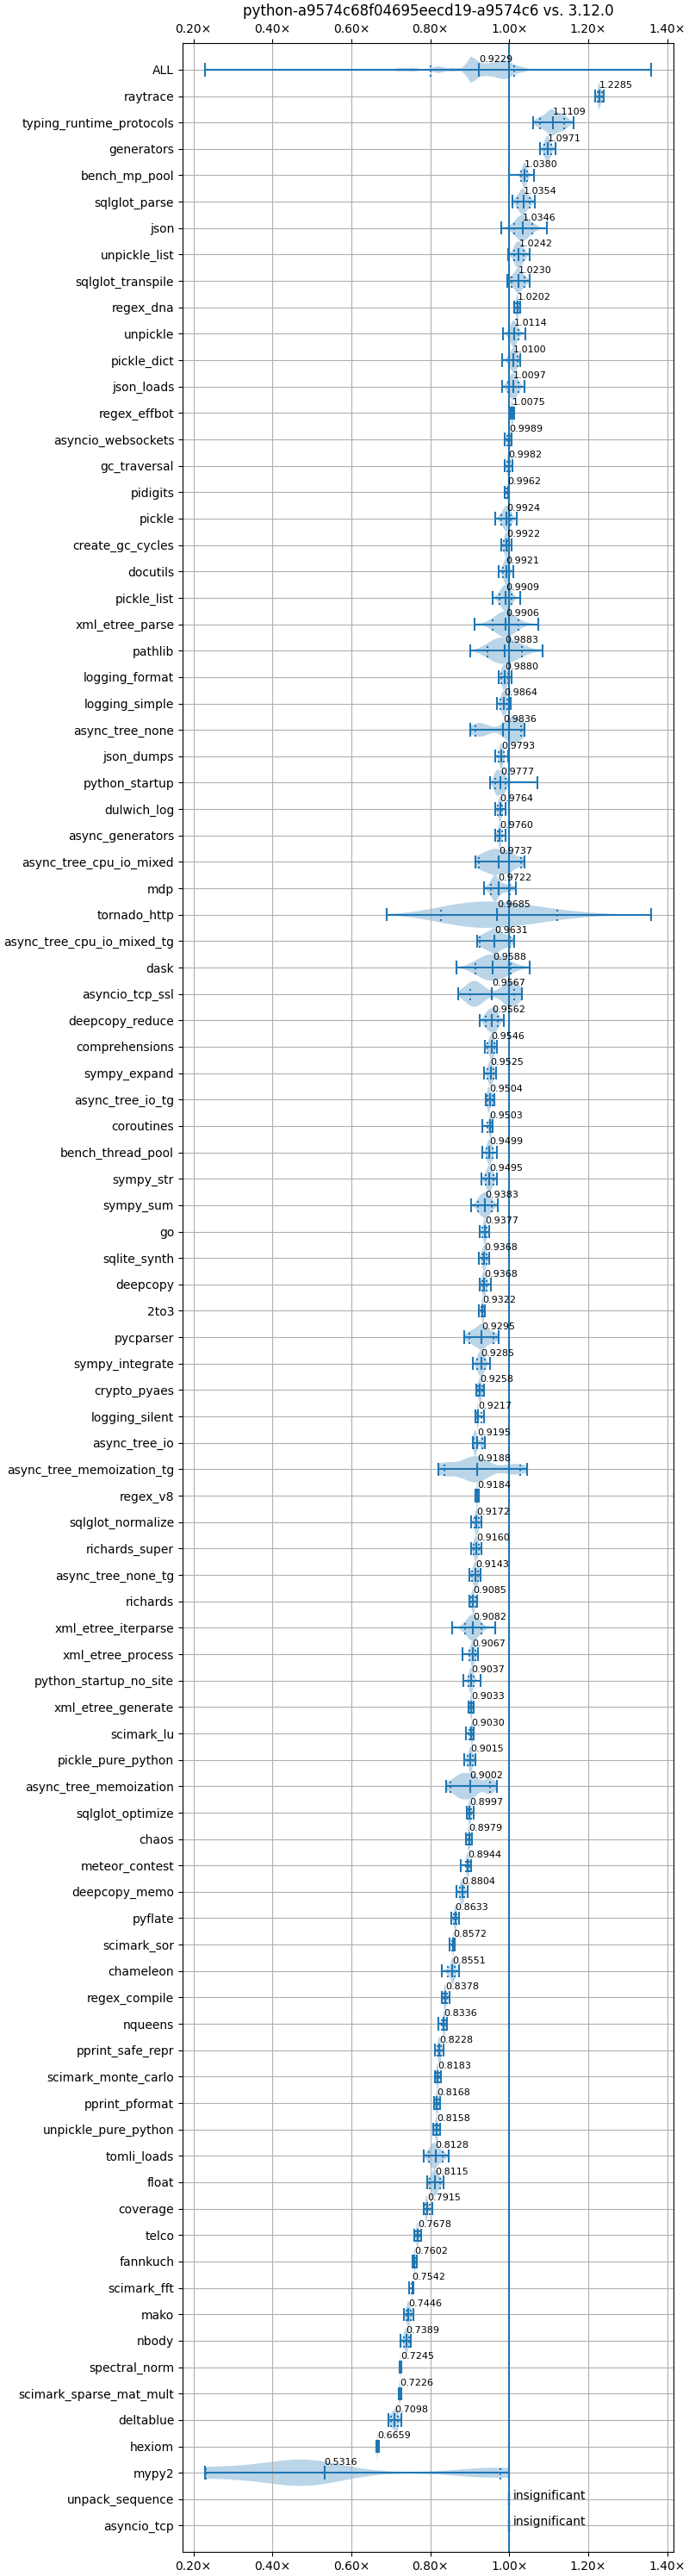 python-a9574c68f04695eecd19-a9574c6 vs. 3.12.0
0.20× 0.40× 0.60× 0.80× 1.00× 1.20× 1.40×
ALL 0.9229
raytrace 1.2285
typing_runtime_protocols 1.1109
generators 1.0971
bench_mp_pool 1.0380
sqlglot_parse 1.0354
json 1.0346
unpickle_list 1.0242
sqlglot_transpile 1.0230
regex_dna 1.0202
unpickle 1.0114
pickle_dict 1.0100
json_loads 1.0097
regex_effbot 1.0075
asyncio_websockets 0.9989
gc_traversal 0.9982
pidigits 0.9962
pickle 0.9924
create_gc_cycles 0.9922
docutils 0.9921
pickle_list 0.9909
xml_etree_parse 0.9906
pathlib 0.9883
logging_format 0.9880
logging_simple 0.9864
async_tree_none 0.9836
json_dumps 0.9793
python_startup 0.9777
dulwich_log 0.9764
async_generators 0.9760
async_tree_cpu_io_mixed 0.9737
mdp 0.9722
tornado_http 0.9685
async_tree_cpu_io_mixed_tg 0.9631
dask 0.9588
asyncio_tcp_ssl 0.9567
deepcopy_reduce 0.9562
comprehensions 0.9546
sympy_expand 0.9525
async_tree_io_tg 0.9504
coroutines 0.9503
bench_thread_pool 0.9499
sympy_str 0.9495
sympy_sum 0.9383
go 0.9377
sqlite_synth 0.9368
deepcopy 0.9368
2to3 0.9322
pycparser 0.9295
sympy_integrate 0.9285
crypto_pyaes 0.9258
logging_silent 0.9217
async_tree_io 0.9195
async_tree_memoization_tg 0.9188
regex_v8 0.9184
sqlglot_normalize 0.9172
richards_super 0.9160
async_tree_none_tg 0.9143
richards 0.9085
xml_etree_iterparse 0.9082
xml_etree_process 0.9067
python_startup_no_site 0.9037
xml_etree_generate 0.9033
scimark_lu 0.9030
pickle_pure_python 0.9015
async_tree_memoization 0.9002
sqlglot_optimize 0.8997
chaos 0.8979
meteor_contest 0.8944
deepcopy_memo 0.8804
pyflate 0.8633
scimark_sor 0.8572
chameleon 0.8551
regex_compile 0.8378
nqueens 0.8336
pprint_safe_repr 0.8228
scimark_monte_carlo 0.8183
pprint_pformat 0.8168
unpickle_pure_python 0.8158
tomli_loads 0.8128
float 0.8115
coverage 0.7915
telco 0.7678
fannkuch 0.7602
scimark_fft 0.7542
mako 0.7446
nbody 0.7389
spectral_norm 0.7245
scimark_sparse_mat_mult 0.7226
deltablue 0.7098
hexiom 0.6659
mypy2 0.5316
unpack_sequence insignificant
asyncio_tcp insignificant
0.20× 0.40× 0.60× 0.80× 1.00× 1.20× 1.40×